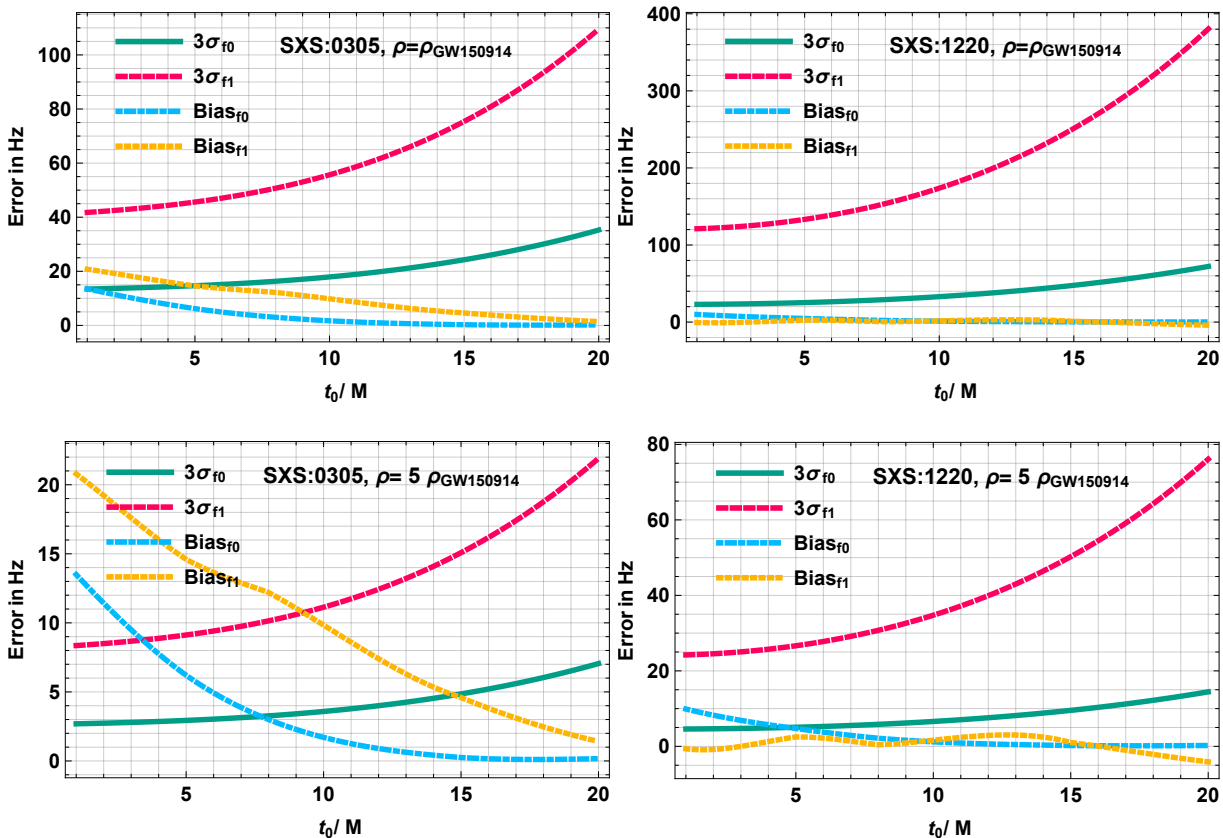 SXS:0305, ρ=ρGW150914
3σf0
3σf1
Biasf0
Biasf1
Error in Hz
100
80
60
40
20
0
5
10
15
20
t0/ M
SXS:1220, ρ=ρGW150914
3σf0
3σf1
Biasf0
Biasf1
Error in Hz
400
320
240
160
80
0
5
10
15
20
t0/ M
SXS:0305, ρ= 5 ρGW150914
3σf0
3σf1
Biasf0
Biasf1
Error in Hz
20
15
10
5
0
5
10
15
20
t0/ M
SXS:1220, ρ= 5 ρGW150914
3σf0
3σf1
Biasf0
Biasf1
Error in Hz
80
60
40
20
0
5
10
15
20
t0/ M